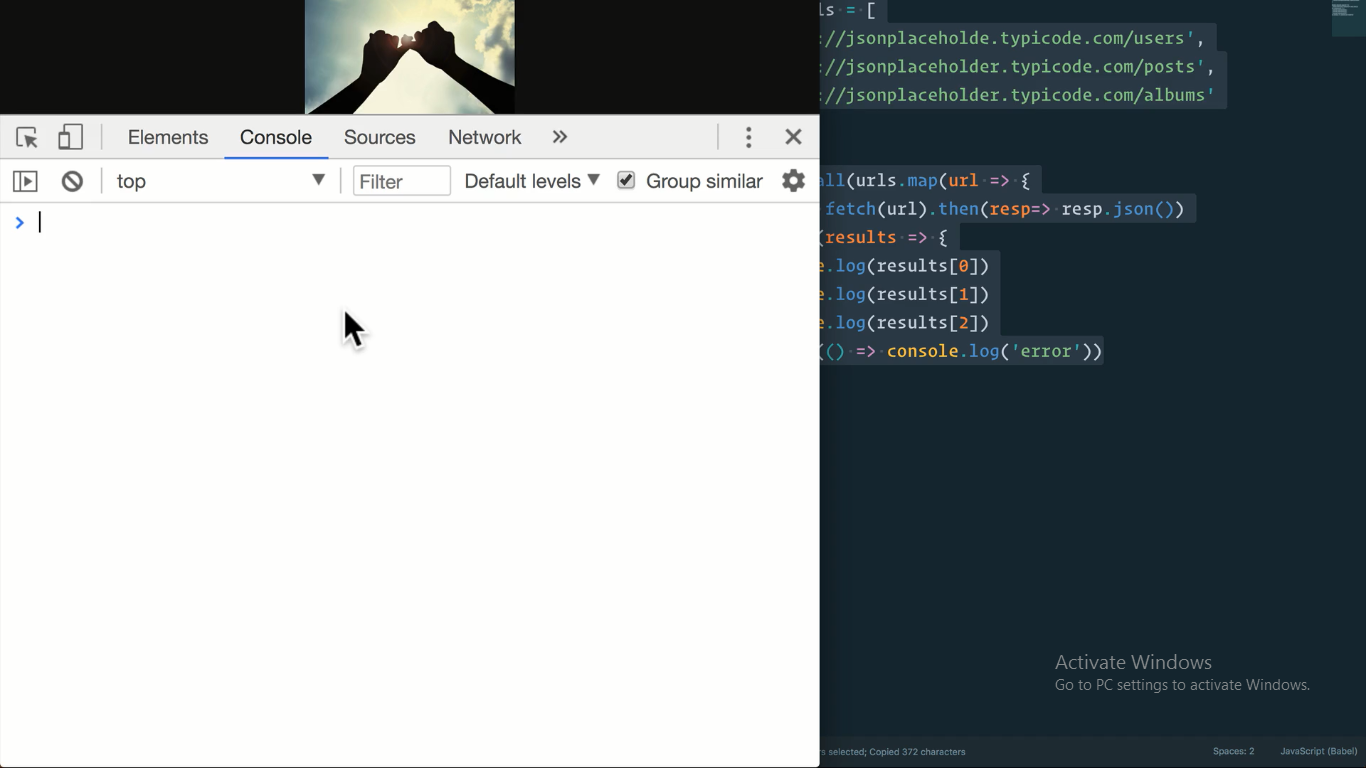 Elements Console Sources Network »
top ▼ Filter Default levels ▼ Group similar
>
ls = [
://jsonplaceholde.typicode.com/users',
://jsonplaceholder.typicode.com/posts',
://jsonplaceholder.typicode.com/albums'
all(urls.map(url => {
fetch(url).then(resp=> resp.json())
(results => {
e.log(results[0])
e.log(results[1])
e.log(results[2])
(() => console.log('error'))
Activate Windows
Go to PC settings to activate Windows.
rs selected; Copied 372 characters Spaces: 2 JavaScript (Babel)